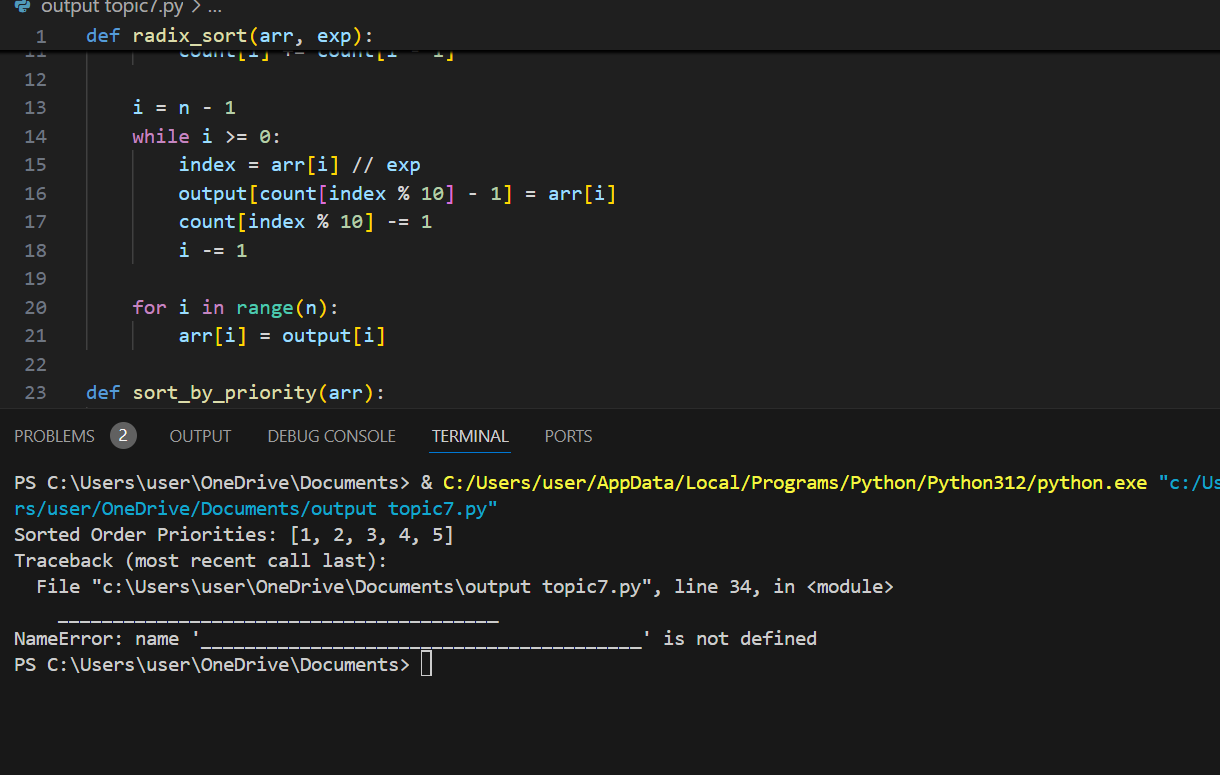 output topic7.py > ...
1 def radix_sort(arr, exp):
11 count[i] += count[i - 1]
12
13 i = n - 1
14 while i >= 0:
15 index = arr[i] // exp
16 output[count[index % 10] - 1] = arr[i]
17 count[index % 10] -= 1
18 i -= 1
19
20 for i in range(n):
21 arr[i] = output[i]
22
23 def sort_by_priority(arr):
PROBLEMS 2 OUTPUT DEBUG CONSOLE TERMINAL PORTS
PS C:\Users\user\OneDrive\Documents> & C:/Users/user/AppData/Local/Programs/Python/Python312/python.exe "c:/Us
rs/user/OneDrive/Documents/output topic7.py"
Sorted Order Priorities: [1, 2, 3, 4, 5]
Traceback (most recent call last):
File "c:\Users\user\OneDrive\Documents\output topic7.py", line 34, in <module>
________________________________________
NameError: name '________________________________________' is not defined
PS C:\Users\user\OneDrive\Documents>